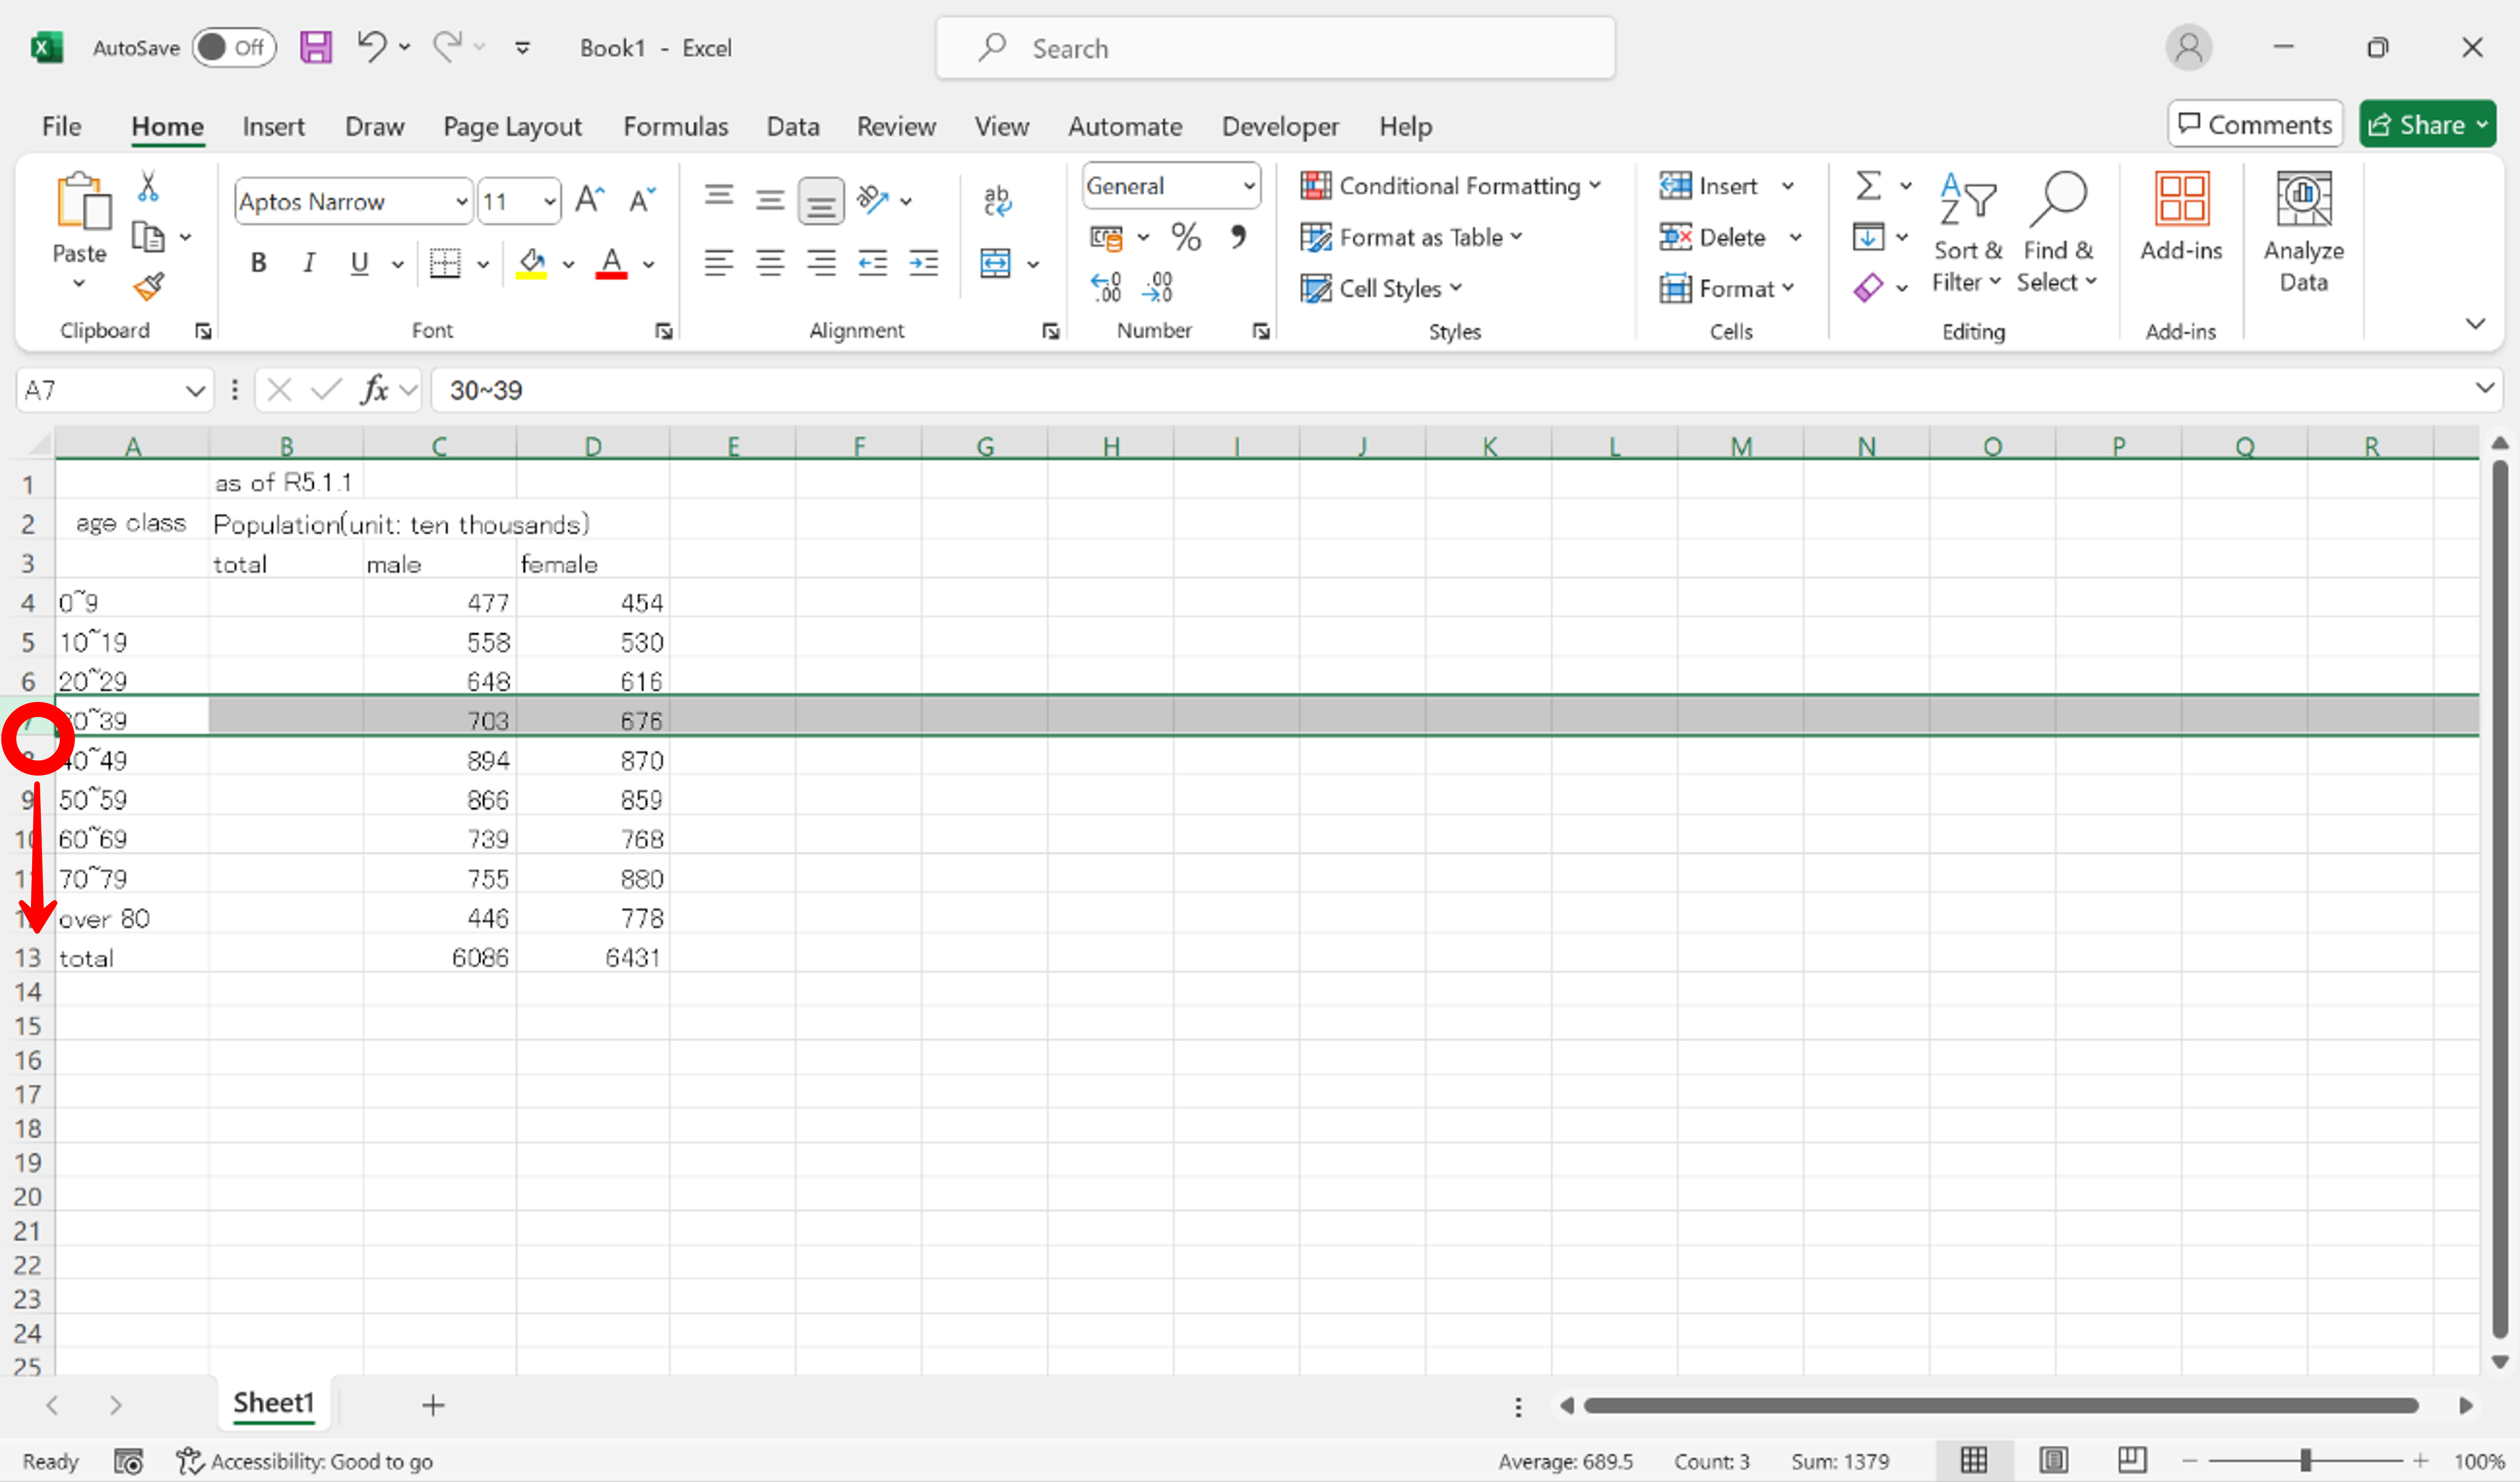 AutoSave Off Book1 - Excel Search
File Home Insert Draw Page Layout Formulas Data Review View Automate Developer Help Comments Share
Paste
Clipboard
Aptos Narrow 11
B I U A
Font
ab
c
Alignment
General
% 9
Number
Conditional Formatting
Format as Table
Cell Styles
Styles
Insert
Delete
Format
Cells
Sort & Filter
Find & Select
Editing
Add-ins
Add-ins
Analyze Data
A7 fx 30~39
A B C D E F G H I J K L M N O P Q R
1 as of R5.1.1
2 age class Population(unit: ten thousands)
3 total male female
4 0~9 477 454
5 10~19 558 530
6 20~29 648 616
7 30~39 703 676
8 40~49 894 870
9 50~59 866 859
10 60~69 739 768
11 70~79 755 880
12 over 80 446 778
13 total 6086 6431
14
15
16
17
18
19
20
21
22
23
24
25
Sheet1
Ready Accessibility: Good to go Average: 689.5 Count: 3 Sum: 1379 100%